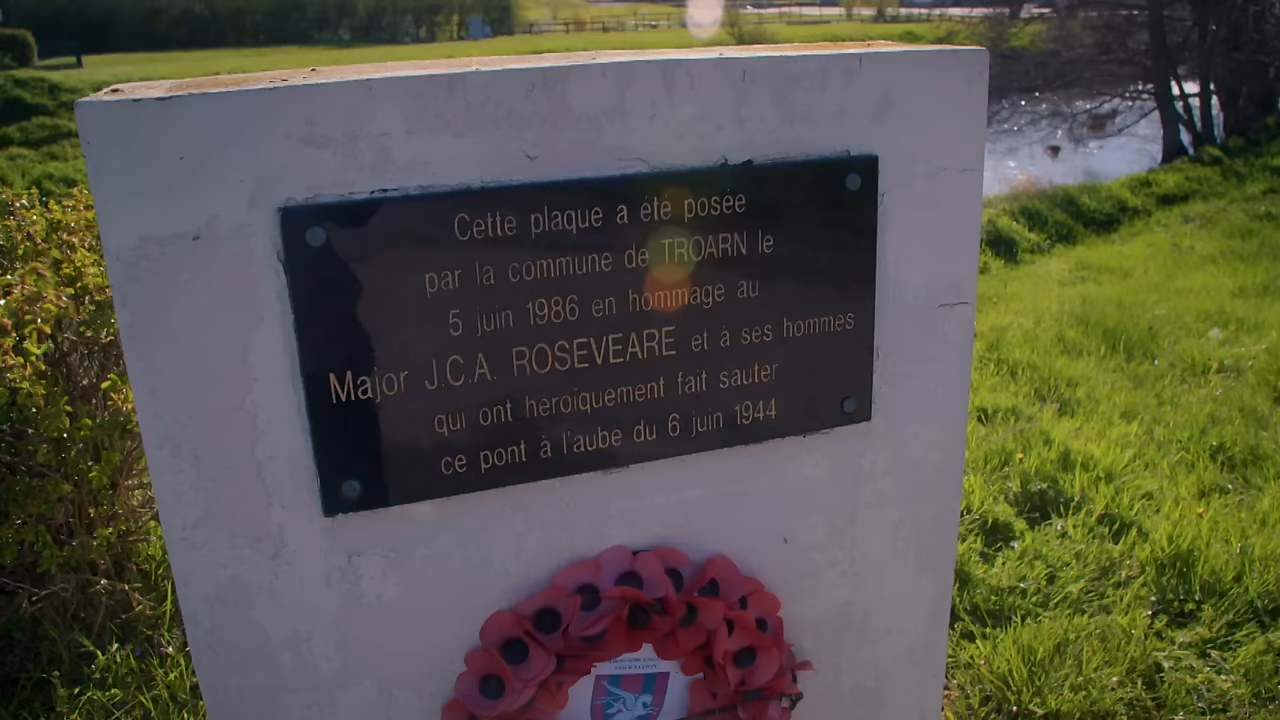 Cette plaque a été posée
par la commune de TROARN le
5 juin 1986 en hommage au
Major J.C.A. ROSEVEARE et à ses hommes
qui ont héroïquement fait sauter
ce pont à l'aube du 6 juin 1944